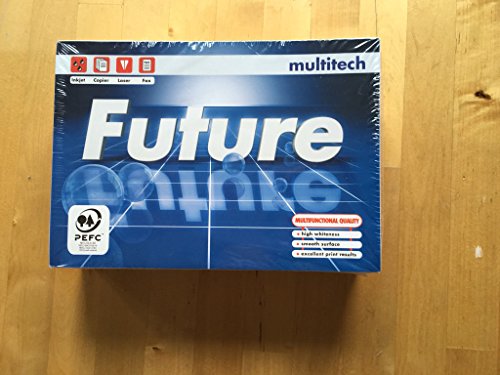 multitech
Inkjet Copier Laser Fax
Future
MULTIFUNCTIONAL QUALITY
high whiteness
smooth surface
excellent print results
PEFC